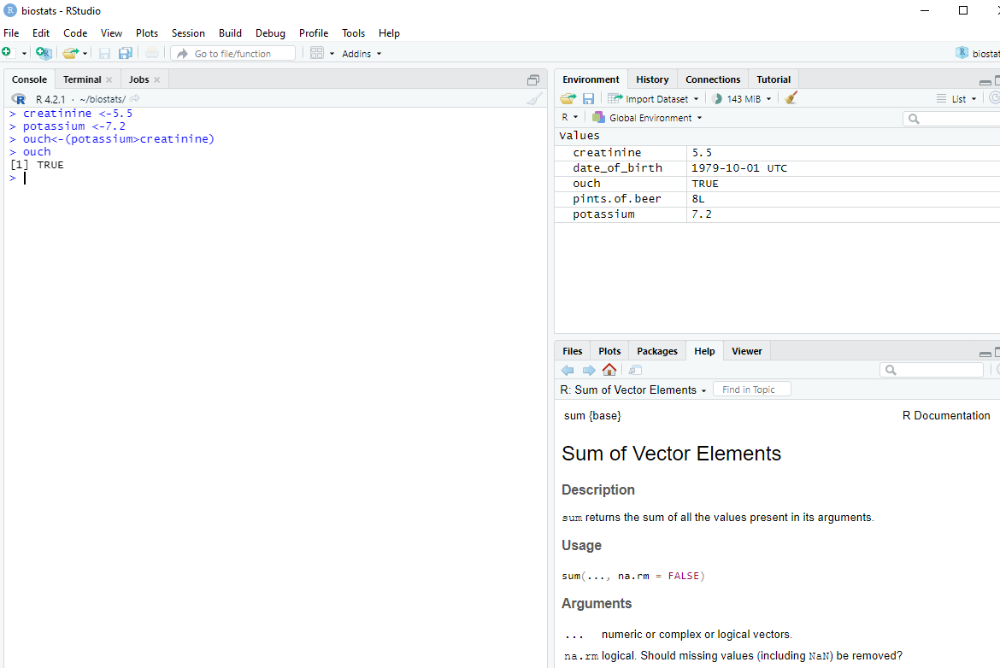 biostats - RStudio
File Edit Code View Plots Session Build Debug Profile Tools Help
Go to file/function Addins
Console Terminal Jobs
R 4.2.1 · ~/biostats/
> creatinine <-5.5
> potassium <-7.2
> ouch<-(potassium>creatinine)
> ouch
[1] TRUE
>
Environment History Connections Tutorial
Import Dataset 143 MiB List
R Global Environment
Values
creatinine 5.5
date_of_birth 1979-10-01 UTC
ouch TRUE
pints.of.beer 8L
potassium 7.2
Files Plots Packages Help Viewer
R: Sum of Vector Elements Find in Topic
sum {base} R Documentation
Sum of Vector Elements
Description
sum returns the sum of all the values present in its arguments.
Usage
sum(..., na.rm = FALSE)
Arguments
... numeric or complex or logical vectors.
na.rm logical. Should missing values (including NaN) be removed?